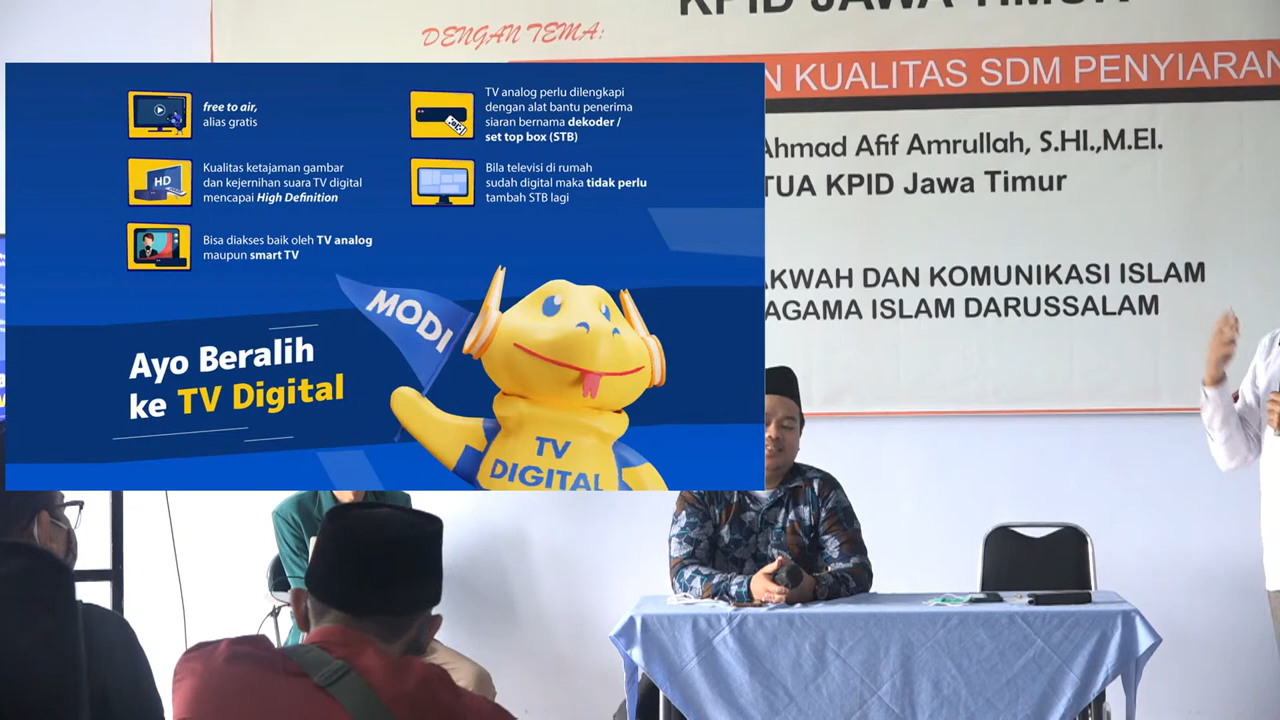 KPID JAWA TIMUR
DENGAN TEMA:
KUALITAS SDM PENYIARAN
Ahmad Afif Amrullah, S.HI.,M.EI.
TUA KPID Jawa Timur
AKWAH DAN KOMUNIKASI ISLAM
AGAMA ISLAM DARUSSALAM
free to air,
alias gratis
HD
Kualitas ketajaman gambar
dan kejernihan suara TV digital
mencapai High Definition
Bisa diakses baik oleh TV analog
maupun smart TV
TV analog perlu dilengkapi
dengan alat bantu penerima
siaran bernama dekoder /
set top box (STB)
Bila televisi di rumah
sudah digital maka tidak perlu
tambah STB lagi
Ayo Beralih
ke TV Digital
MODI
TV
DIGITAL